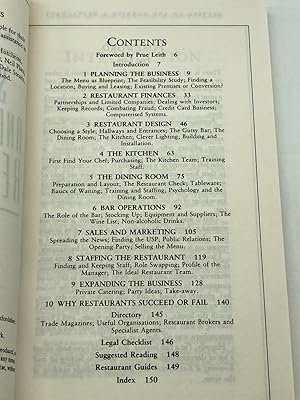 CONTENTS
Foreword by Prue Leith 6
Introduction 7
1 PLANNING THE BUSINESS 9
The Menu as Blueprint; The Feasibility Study; Finding a
Location; Buying and Leasing; Existing Premises or Conversion?
2 RESTAURANT FINANCES 33
Partnerships and Limited Companies; Dealing with Investors;
Keeping Records; Combating Fraud; Credit Card Business;
Computerised Systems.
3 RESTAURANT DESIGN 46
Choosing a Style; Hallways and Entrances; The Gutsy Bar; The
Dining Room; The Kitchen; Clever Lighting; Building and
Installation.
4 THE KITCHEN 63
First Find Your Chef; Purchasing; The Kitchen Team; Training
Staff.
5 THE DINING ROOM 75
Preparation and Layout; The Restaurant Check; Tableware;
Basics of Waiting; Training and Staffing; Psychology and the
Dining Room.
6 BAR OPERATIONS 92
The Role of the Bar; Stocking Up; Equipment and Suppliers; The
Wine List; Non-alcoholic Drinks.
7 SALES AND MARKETING 105
Spreading the News; Finding the USP; Public Relations; The
Opening Party; Selling the Menu.
8 STAFFING THE RESTAURANT 119
Finding and Keeping Staff; Role Swapping; Profile of the
Manager; The Ideal Restaurant Team.
9 EXPANDING THE BUSINESS 128
Private Catering; Party Ideas; Take-away.
10 WHY RESTAURANTS SUCCEED OR FAIL 140
Directory 145
Trade Magazines; Useful Organisations; Restaurant Brokers and
Specialist Agents.
Legal Checklist 146
Suggested Reading 148
Restaurant Guides 149
Index 150